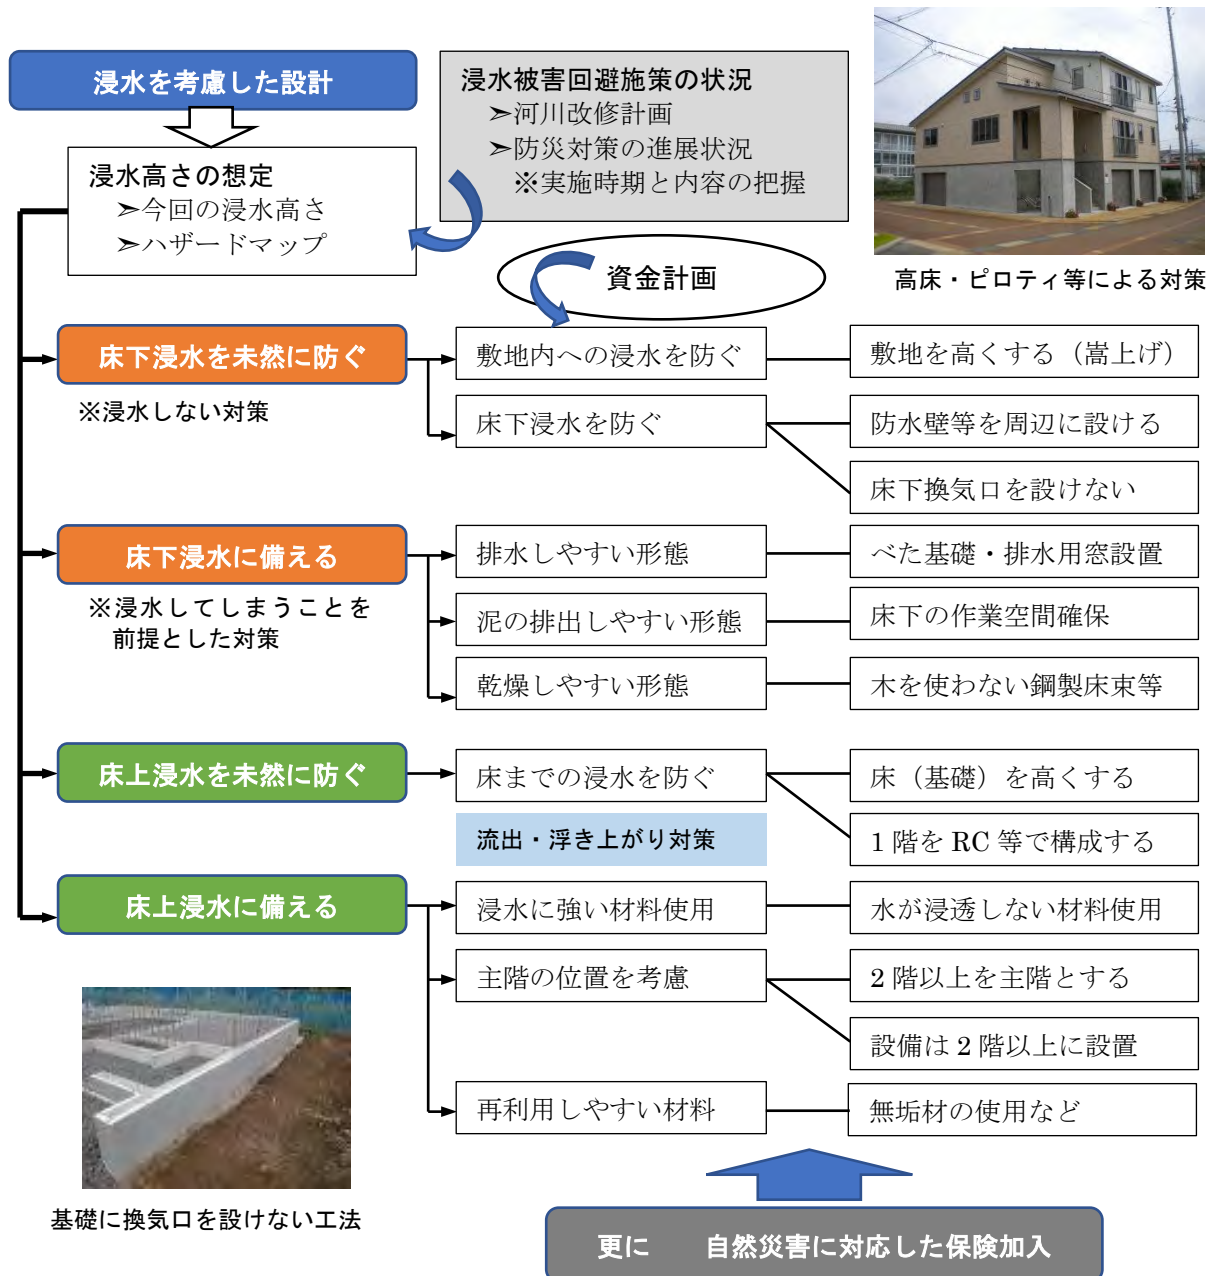 浸水を考慮した設計
浸水高さの想定
➢今回の浸水高さ
➢ハザードマップ
浸水被害回避施策の状況
➢河川改修計画
➢防災対策の進展状況
※実施時期と内容の把握
資金計画
高床・ピロティ等による対策
床下浸水を未然に防ぐ
※浸水しない対策
敷地内への浸水を防ぐ
敷地を高くする（嵩上げ）
床下浸水を防ぐ
防水壁等を周辺に設ける
床下換気口を設けない
床下浸水に備える
※浸水してしまうことを
前提とした対策
排水しやすい形態
べた基礎・排水用窓設置
泥の排出しやすい形態
床下の作業空間確保
乾燥しやすい形態
木を使わない鋼製床束等
床上浸水を未然に防ぐ
床までの浸水を防ぐ
床（基礎）を高くする
1 階を RC 等で構成する
流出・浮き上がり対策
床上浸水に備える
浸水に強い材料使用
水が浸透しない材料使用
主階の位置を考慮
2 階以上を主階とする
設備は 2 階以上に設置
再利用しやすい材料
無垢材の使用など
基礎に換気口を設けない工法
更に　　自然災害に対応した保険加入